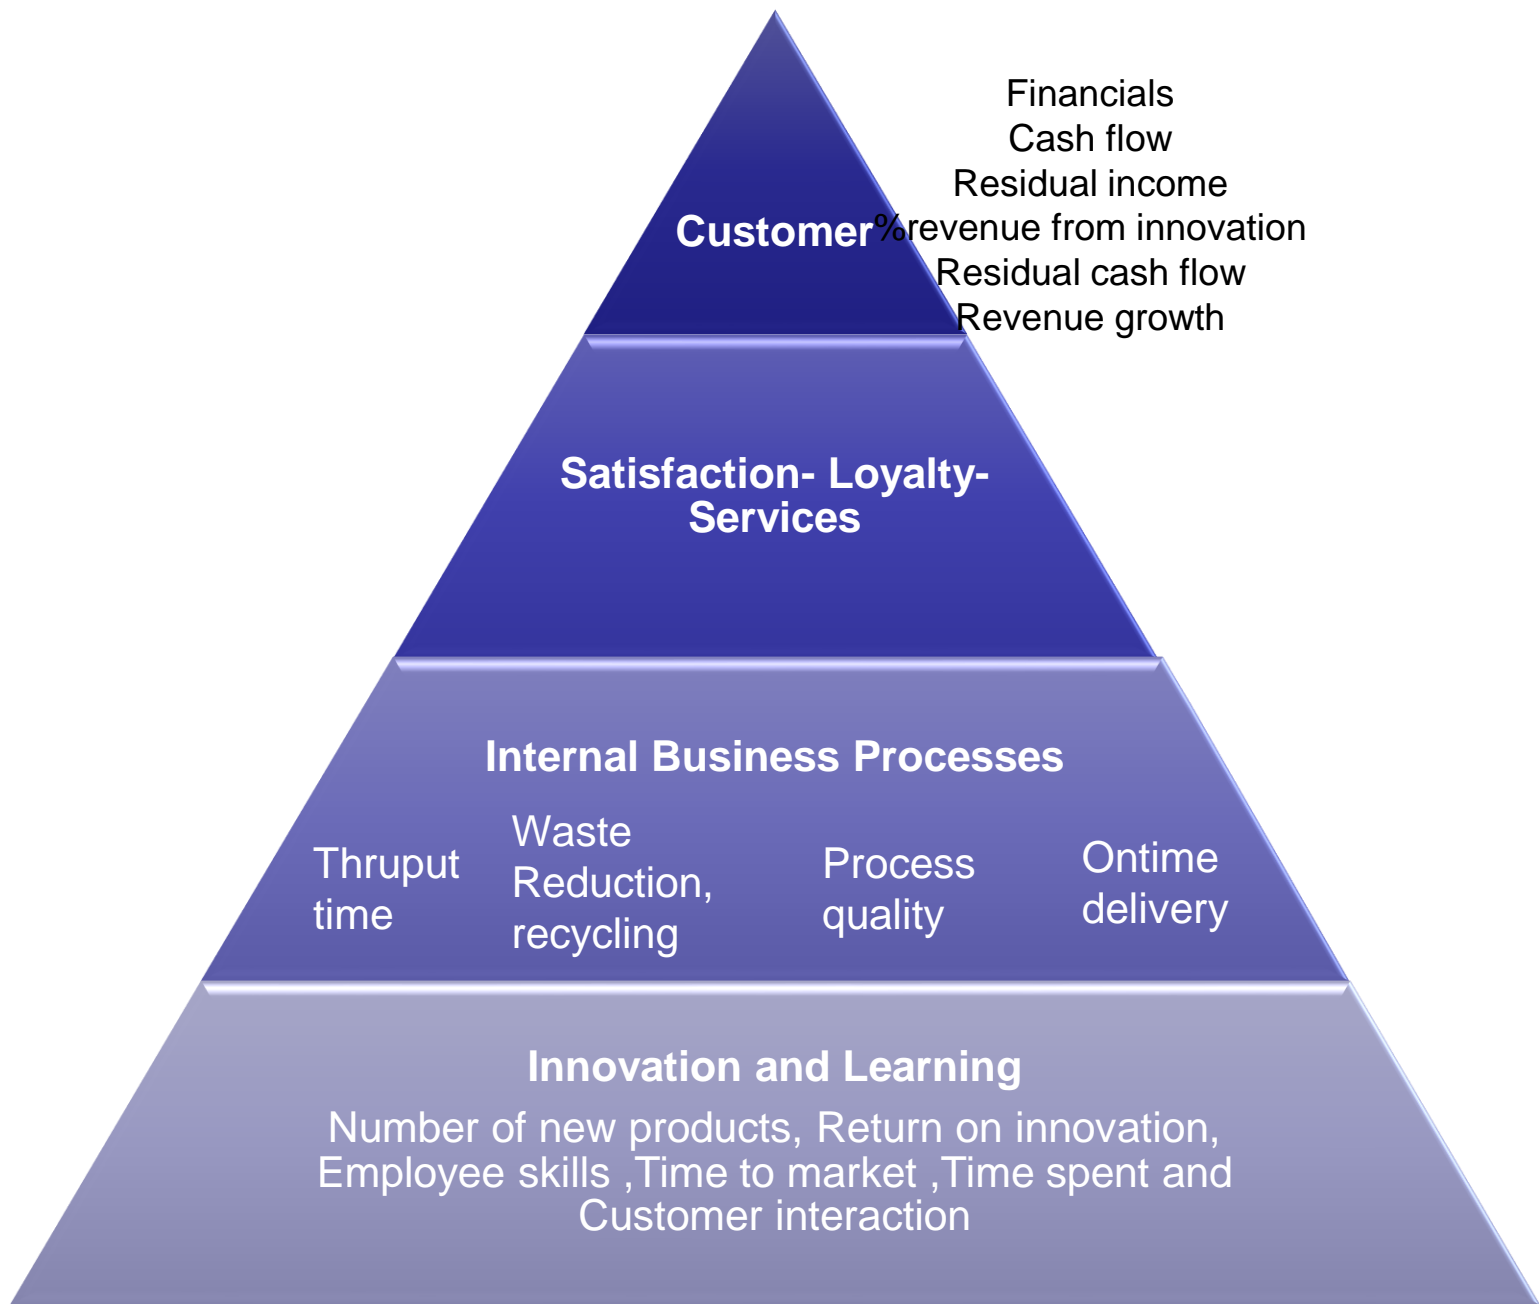 Financials
Cash flow
Residual income
Customer
%revenue from innovation
Residual cash flow
Revenue growth
Satisfaction- Loyalty-
Services
Internal Business Processes
Thruput
time
Waste
Reduction,
recycling
Process
quality
Ontime
delivery
Innovation and Learning
Number of new products, Return on innovation,
Employee skills ,Time to market ,Time spent and
Customer interaction